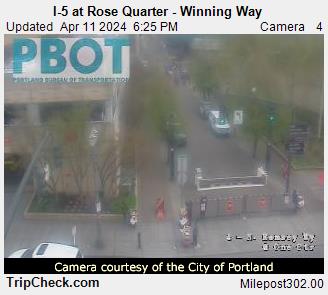 I-5 at Rose Quarter - Winning Way
Updated Apr 11 2024 6:25 PM Camera 4
PBOT
PORTLAND BUREAU OF TRANSPORTATION
Camera courtesy of the City of Portland
TripCheck.com Milepost302.00